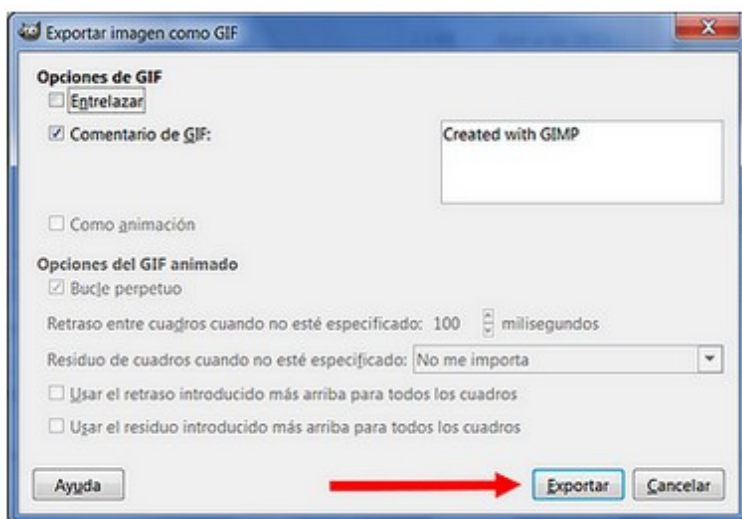 Exportar imagen como GIF
Opciones de GIF
Entrelazar
Comentario de GIF:
Created with GIMP
Como animación
Opciones del GIF animado
Bucle perpetuo
Retraso entre cuadros cuando no esté especificado: 100 milisegundos
Residuo de cuadros cuando no esté especificado: No me importa
Usar el retraso introducido más arriba para todos los cuadros
Usar el residuo introducido más arriba para todos los cuadros
Ayuda Exportar Cancelar